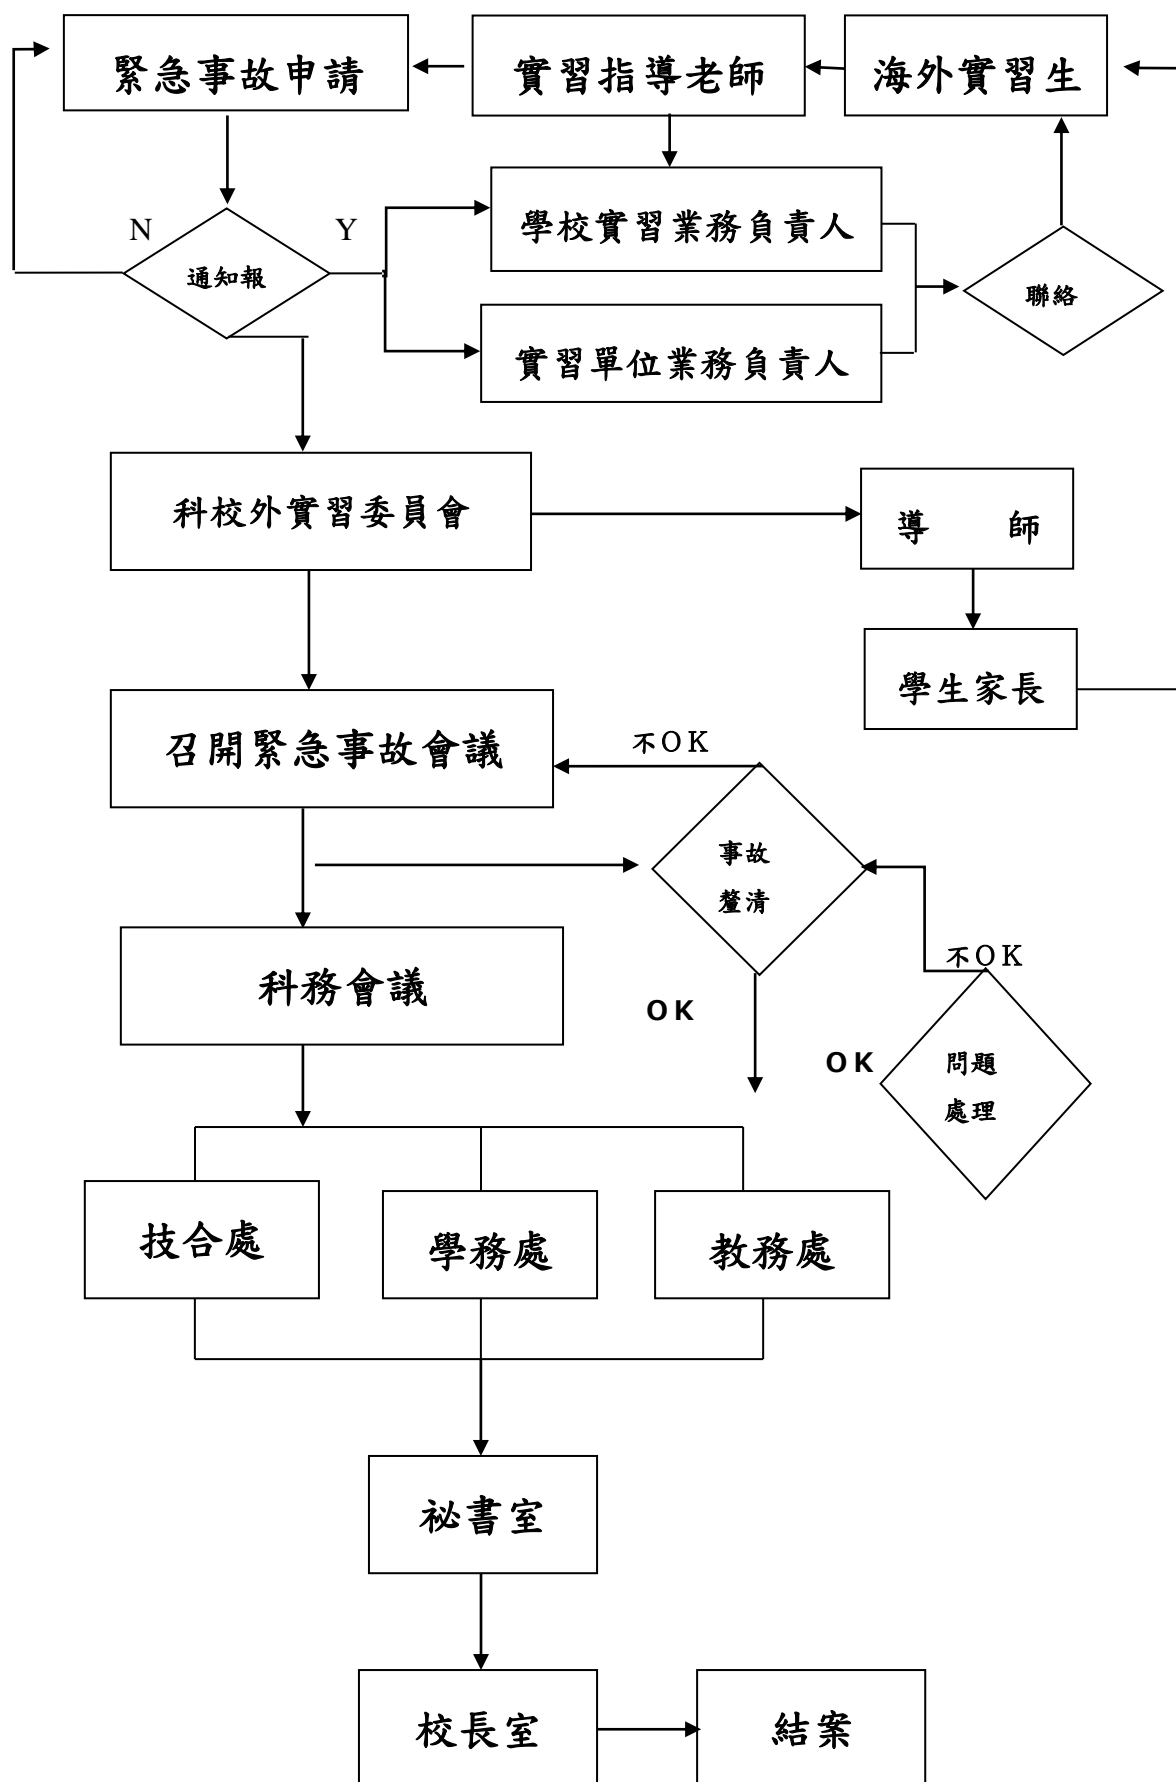 緊急事故申請
實習指導老師
海外實習生
N
Y
通知報
學校實習業務負責人
聯絡
實習單位業務負責人
科校外實習委員會
導 師
學生家長
召開緊急事故會議
不OK
事故
釐清
科務會議
不OK
OK
OK
問題
處理
技合處
學務處
教務處
祕書室
校長室
結案